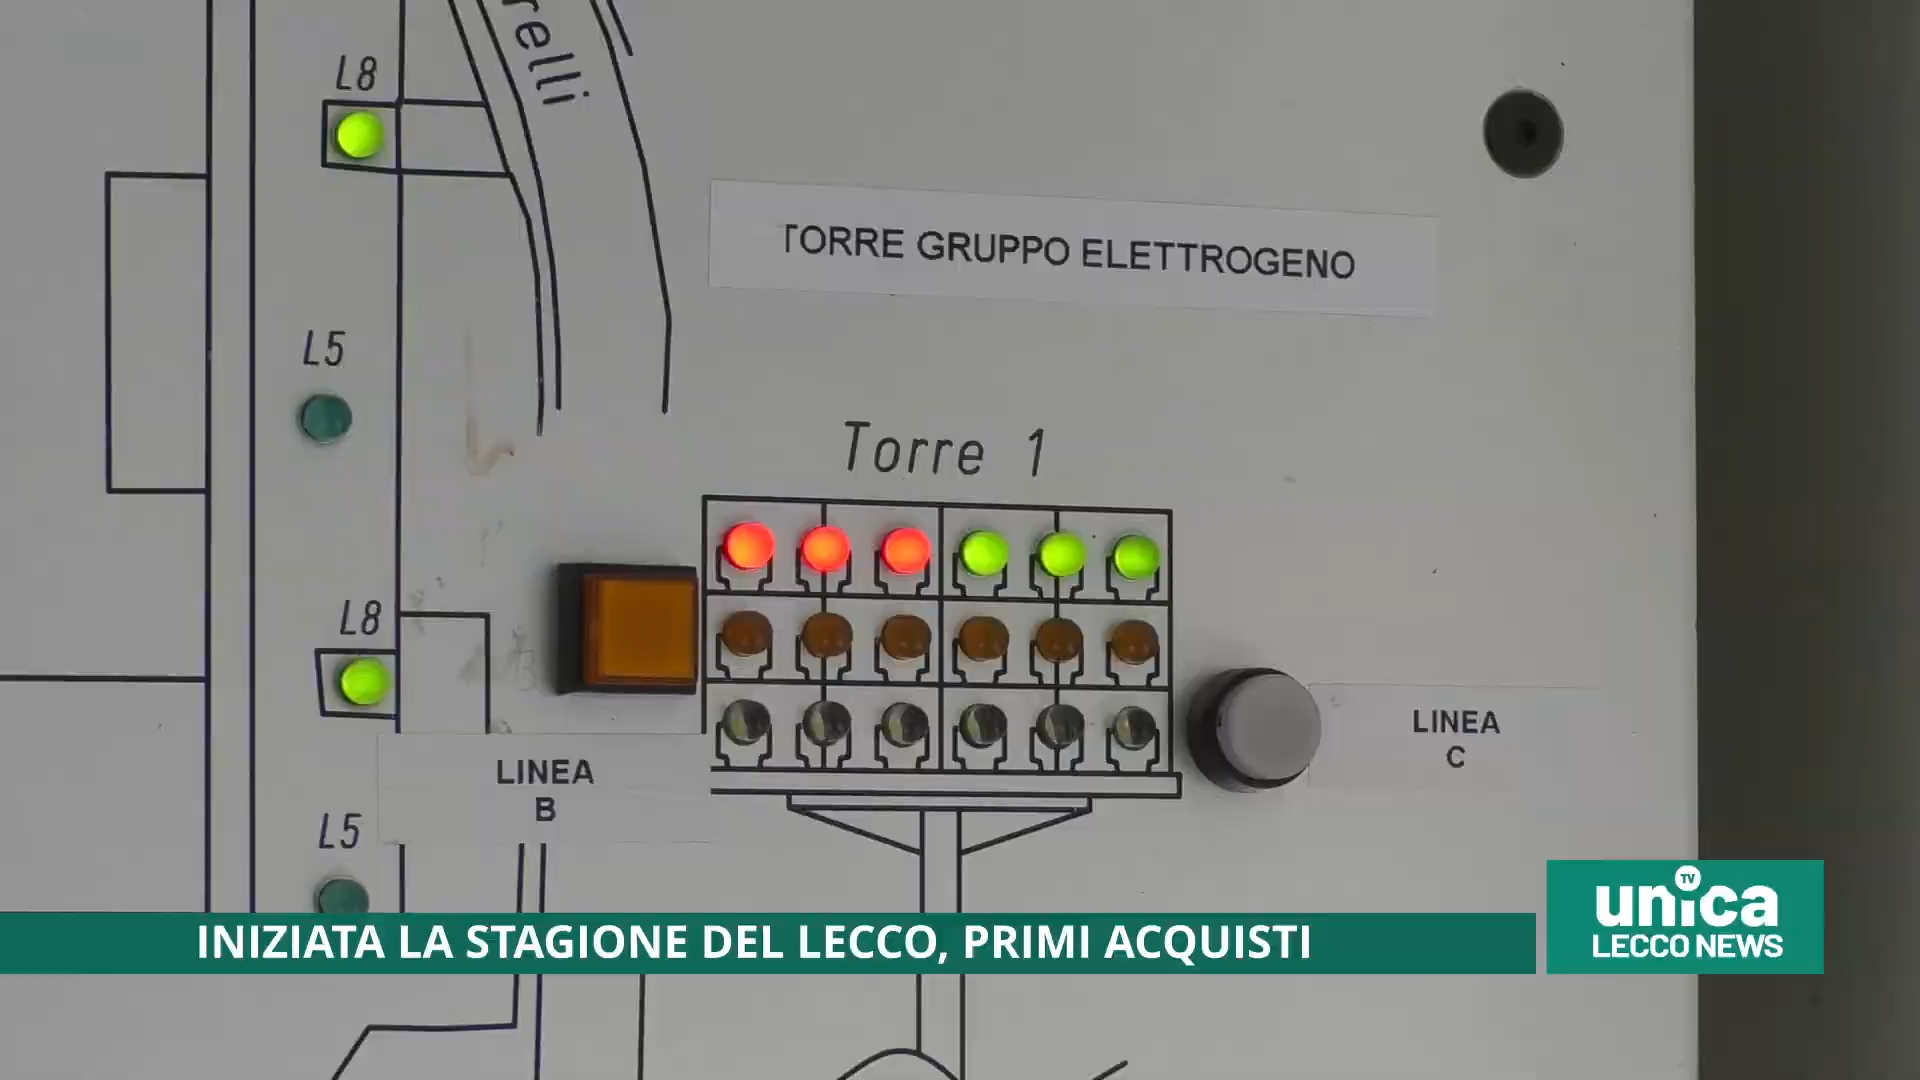 L8
TORRE GRUPPO ELETTROGENO
L5
Torre 1
L8
LINEA
C
LINEA
B
L5
TV
unica
LECCO NEWS
INIZIATA LA STAGIONE DEL LECCO, PRIMI ACQUISTI